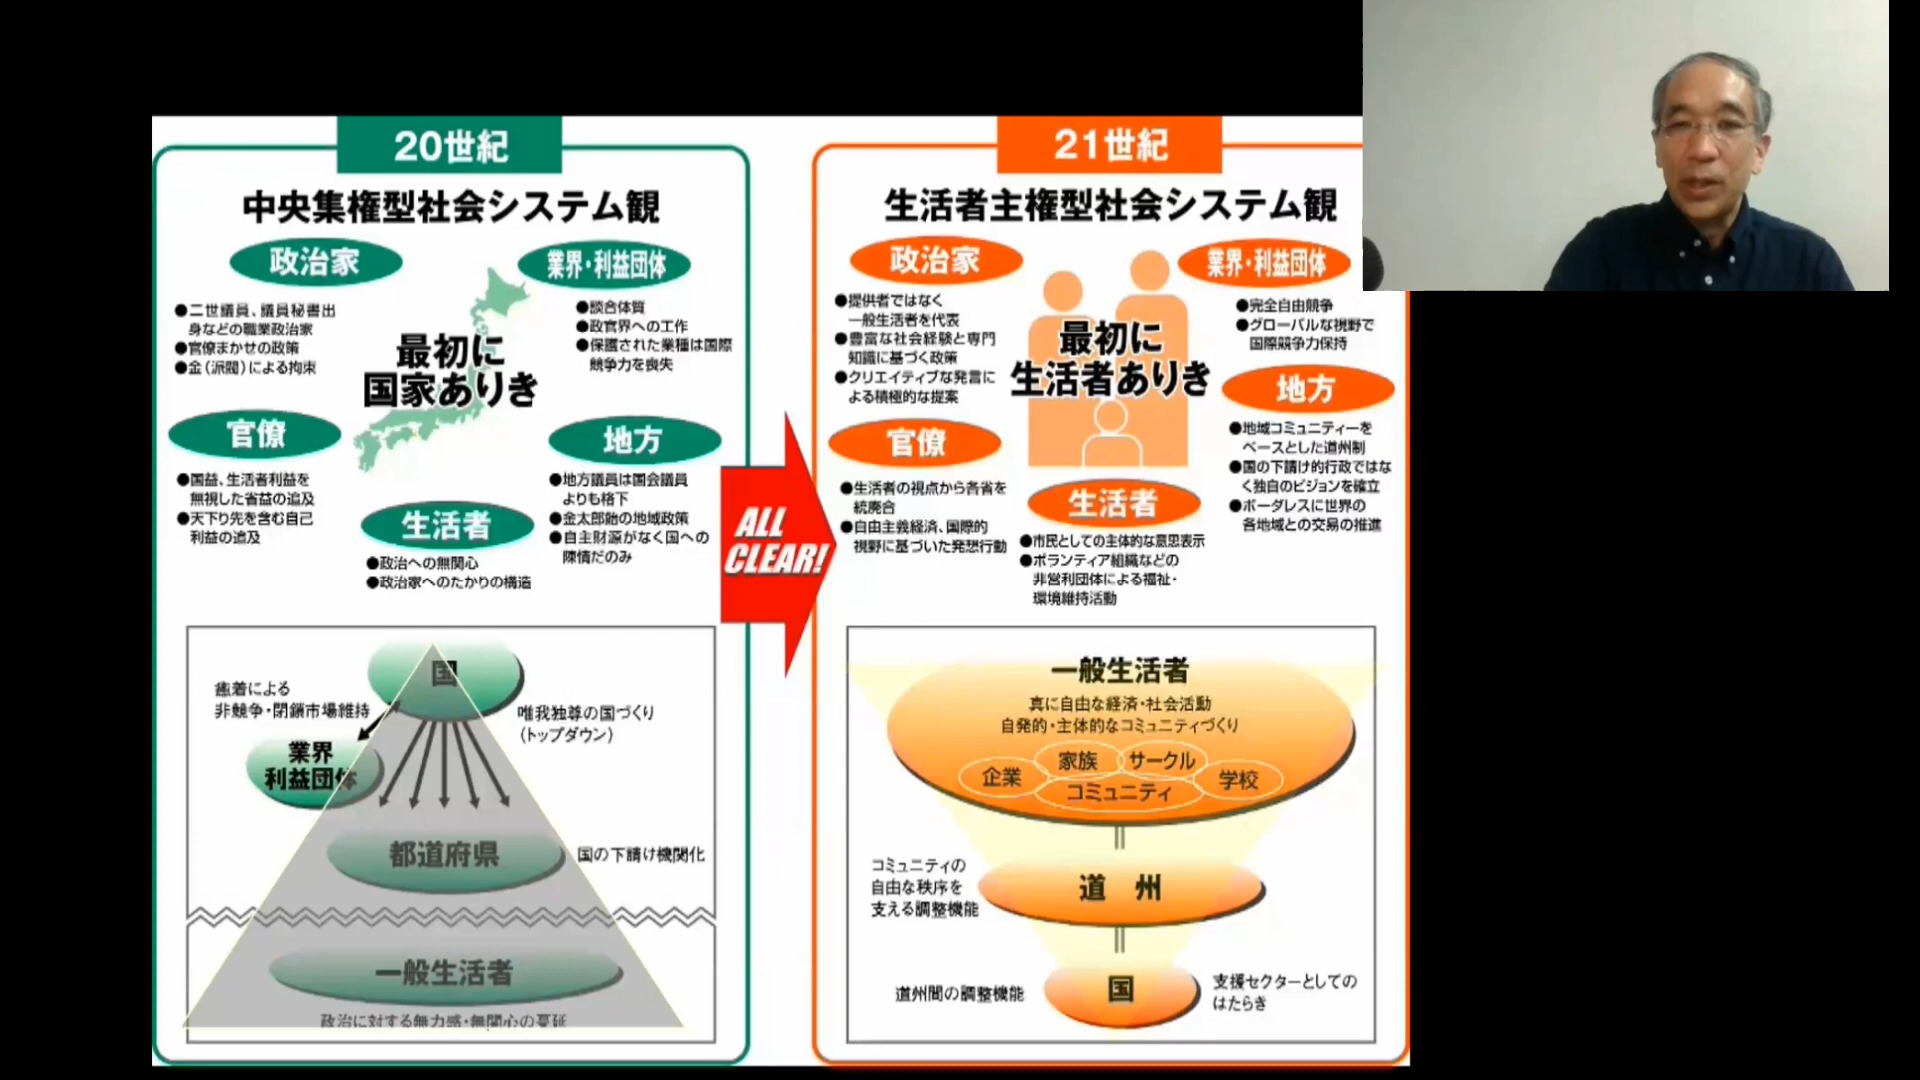 20世紀
中央集権型社会システム観
政治家
●二世議員、議員秘書出
身などの職業政治家
●官僚まかせの政策
●金(派閥)による拘束
業界・利益団体
●談合体質
●政官界への工作
●保護された業種は国際
競争力を喪失
最初に
国家ありき
官僚
●国益、生活者利益を
無視した省益の追及
●天下り先を含む自己
利益の追及
地方
●地方議員は国会議員
よりも格下
●金太郎飴の地域政策
●自主財源がなく国への
陳情だのみ
生活者
●政治への無関心
●政治家へのたかりの構造
国
癒着による
非競争・閉鎖市場維持
唯我独尊の国づくり
(トップダウン)
業界
利益団体
都道府県
国の下請け機関化
一般生活者
政治に対する無力感・無関心の蔓延
ALL
CLEAR!
21世紀
生活者主権型社会システム観
政治家
●提供者ではなく
一般生活者を代表
●豊富な社会経験と専門
知識に基づく政策
●クリエイティブな発言に
よる積極的な提案
業界・利益団体
●完全自由競争
●グローバルな視野で
国際競争力保持
最初に
生活者ありき
官僚
●生活者の視点から各省を
統廃合
●自由主義経済、国際的
視野に基づいた発想行動
地方
●地域コミュニティーを
ベースとした道州制
●国の下請け的行政ではな
く独自のビジョンを確立
●ボーダレスに世界の
各地域との交易の推進
生活者
●市民としての主体的な意思表示
●ボランティア組織などの
非営利団体による福祉・
環境維持活動
一般生活者
真に自由な経済・社会活動
自発的・主体的なコミュニティづくり
企業
家族
サークル
学校
コミュニティ
コミュニティの
自由な秩序を
支える調整機能
道 州
道州間の調整機能
国
支援セクターとしての
はたらき